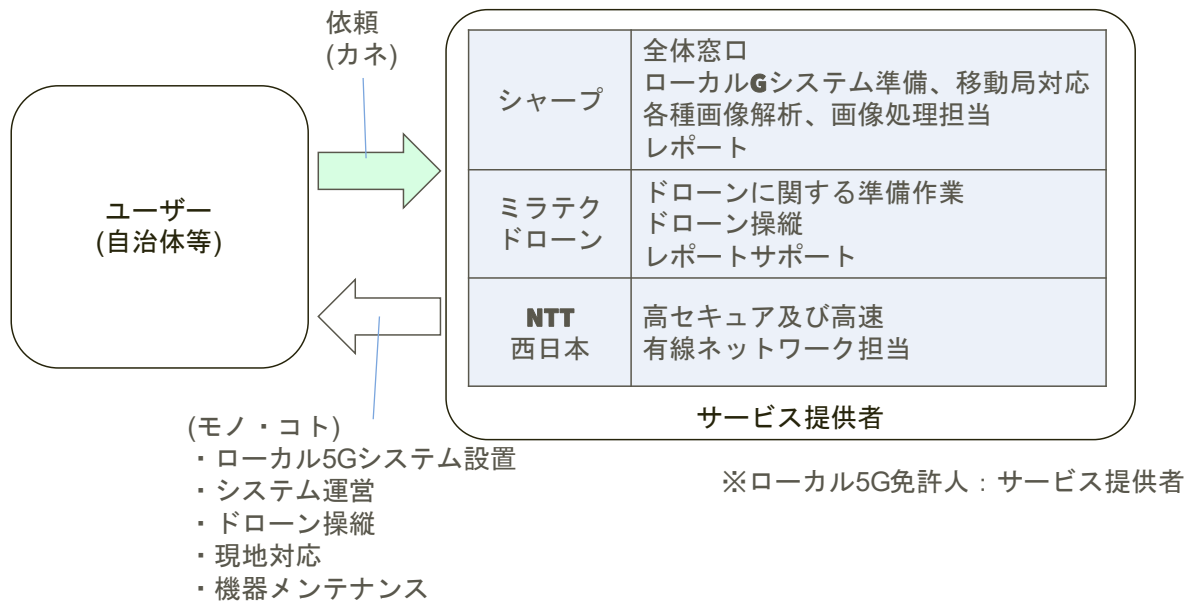 依頼
(カネ)
ユーザー
(自治体等)
シャープ
全体窓口
ローカルGシステム準備、移動局対応
各種画像解析、画像処理担当
レポート
ミラテク
ドローン
ドローンに関する準備作業
ドローン操縦
レポートサポート
NTT
西日本
高セキュア及び高速
有線ネットワーク担当
サービス提供者
(モノ・コト)
・ローカル5Gシステム設置
・システム運営
・ドローン操縦
・現地対応
・機器メンテナンス
※ローカル5G免許人：サービス提供者